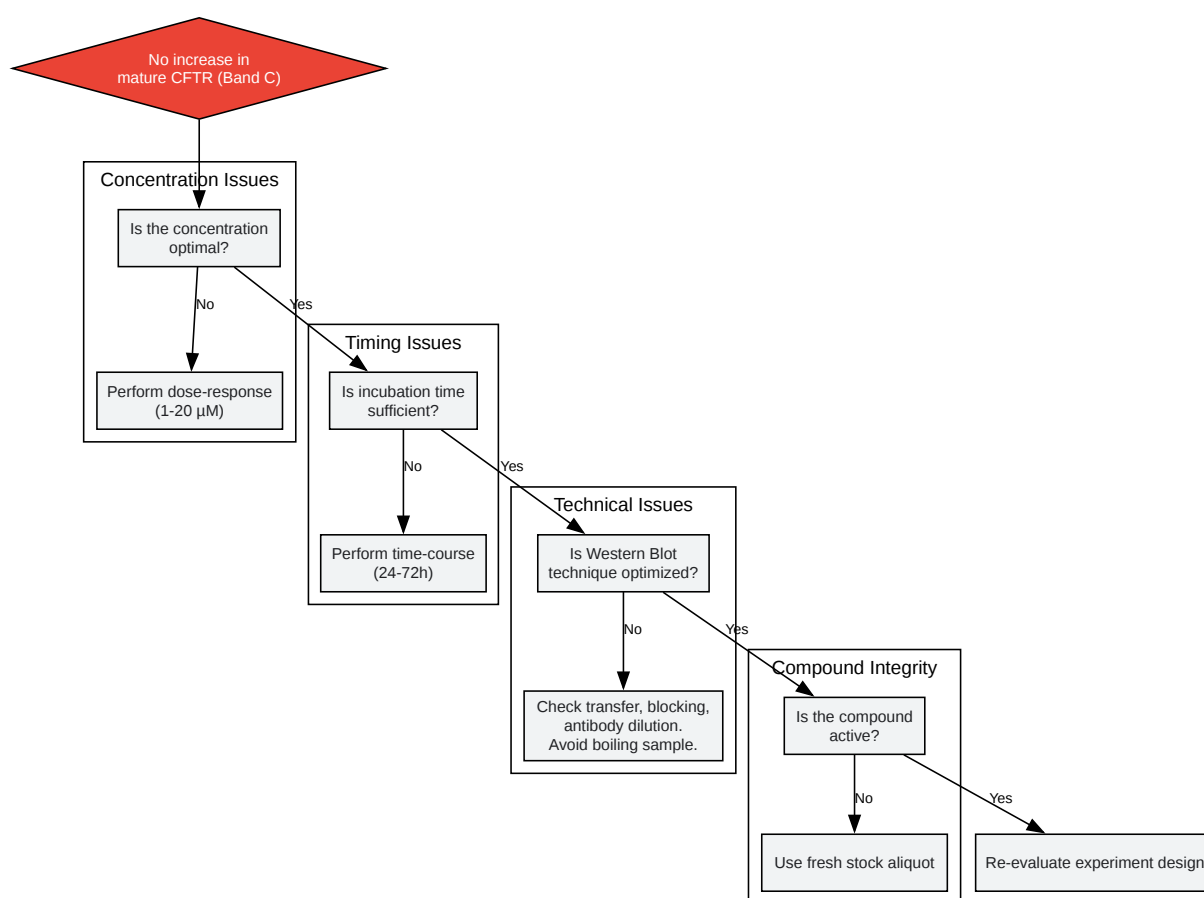 No increase in
mature CFTR (Band C)
Concentration Issues
Is the concentration
optimal?
No
Yes
Perform dose-response
(1-20 µM)
Timing Issues
Is incubation time
sufficient?
No
Yes
Perform time-course
(24-72h)
Technical Issues
Is Western Blot
technique optimized?
No
Yes
Check transfer, blocking,
antibody dilution.
Avoid boiling sample.
Compound Integrity
Is the compound
active?
No
Yes
Use fresh stock aliquot
Re-evaluate experiment design